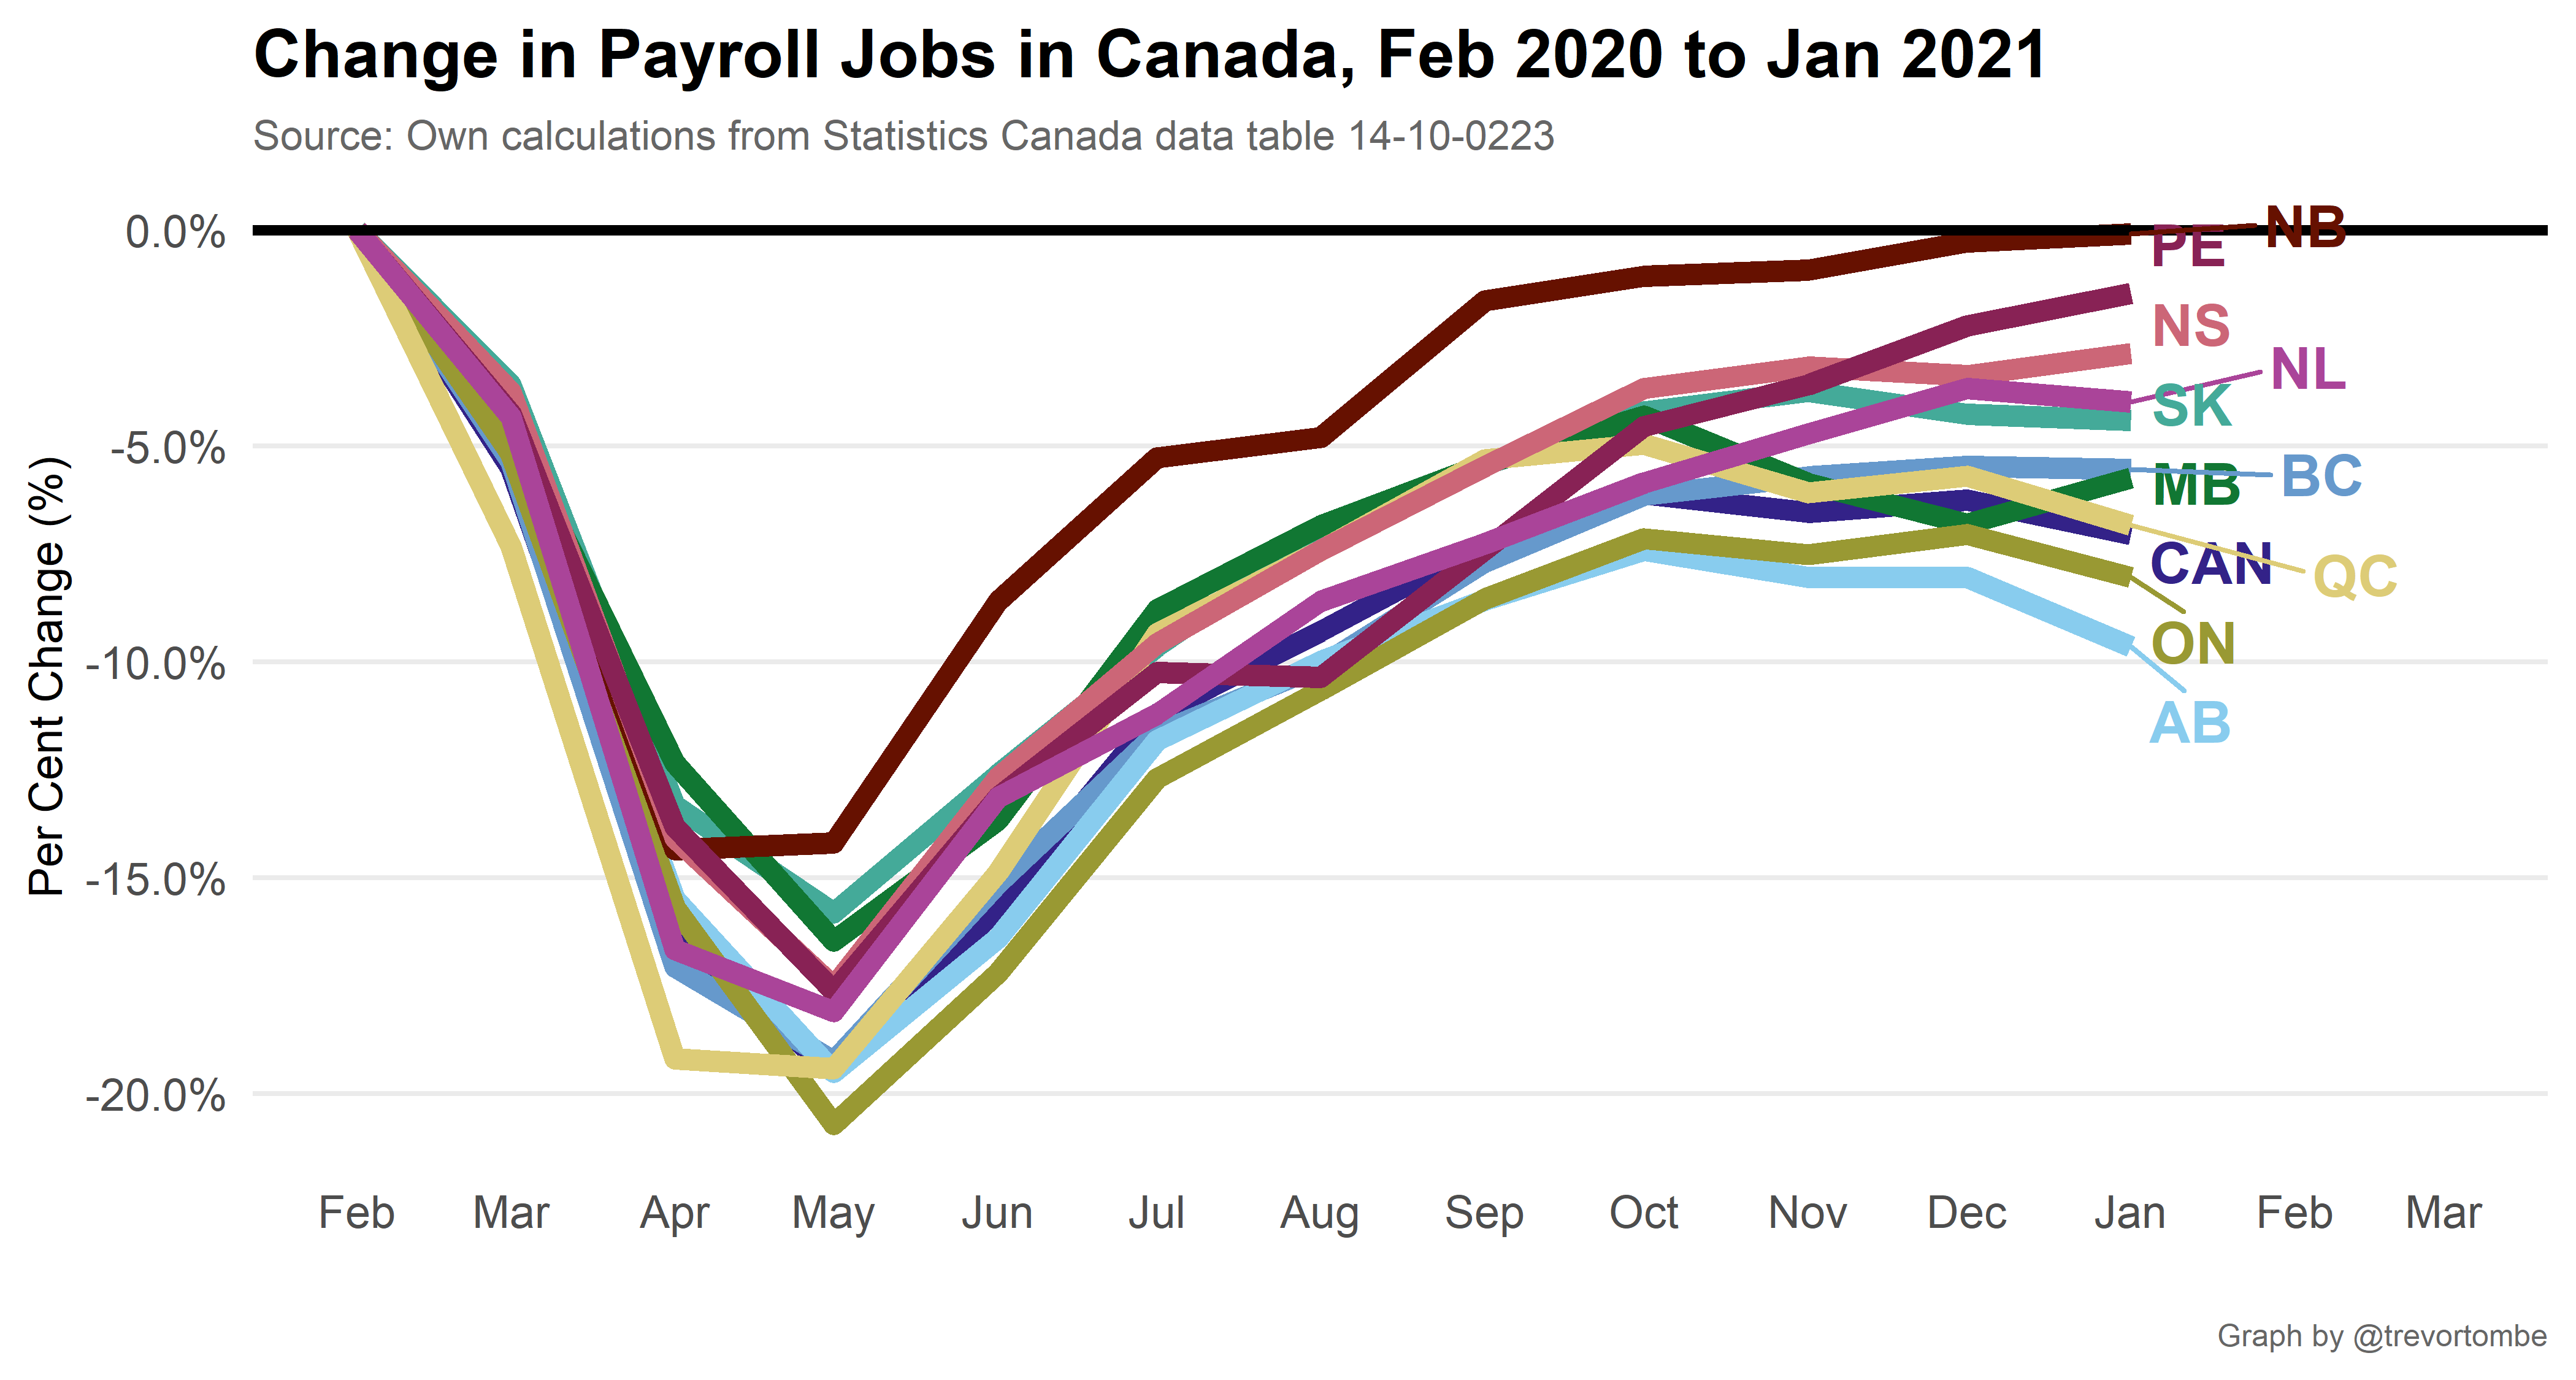 Change in Payroll Jobs in Canada, Feb 2020 to Jan 2021
Source: Own calculations from Statistics Canada data table 14-10-0223
Per Cent Change (%)
0.0%
-5.0%
-10.0%
-15.0%
-20.0%
NB
PE
NS
NL
SK
BC
MB
CAN
QC
ON
AB
Feb Mar Apr May Jun Jul Aug Sep Oct Nov Dec Jan Feb Mar
Graph by @trevortombe